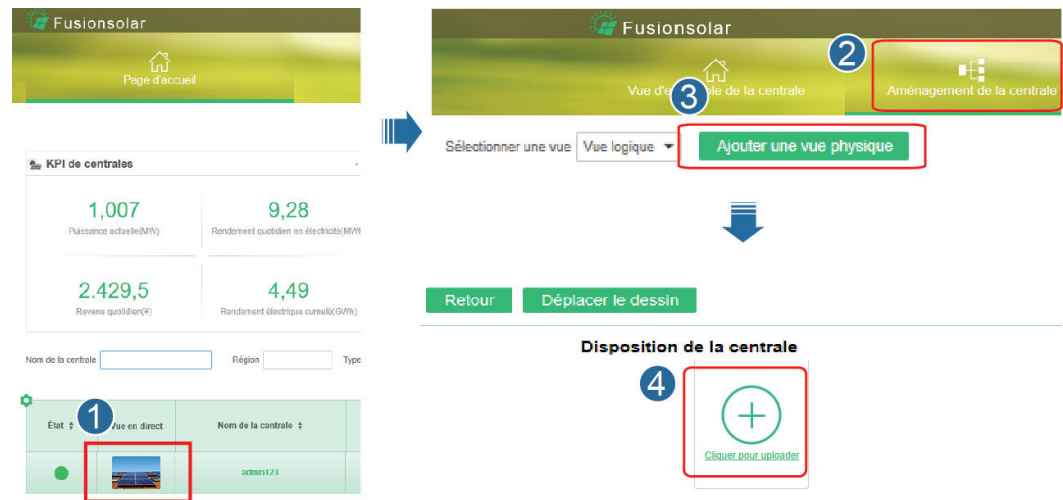 Fusionsolar
Page d'accueil
KPI de centrales
1,007
9,28
Puissance actuelle(MW)
Rendement quotidien en électricité(MWh
2.429,5
4,49
Revenu quotidien(¥)
Rendement électrique cumulé(GWh)
Nom de la centrale
Région
Type
1
État
Vue en direct
Nom de la centrale
admin123
Fusionsolar
2
Vue d'ensemble de la centrale
Aménagement de la centrale
3
Sélectionner une vue
Vue logique
Ajouter une vue physique
Retour
Déplacer le dessin
Disposition de la centrale
4
Cliquer pour uploader